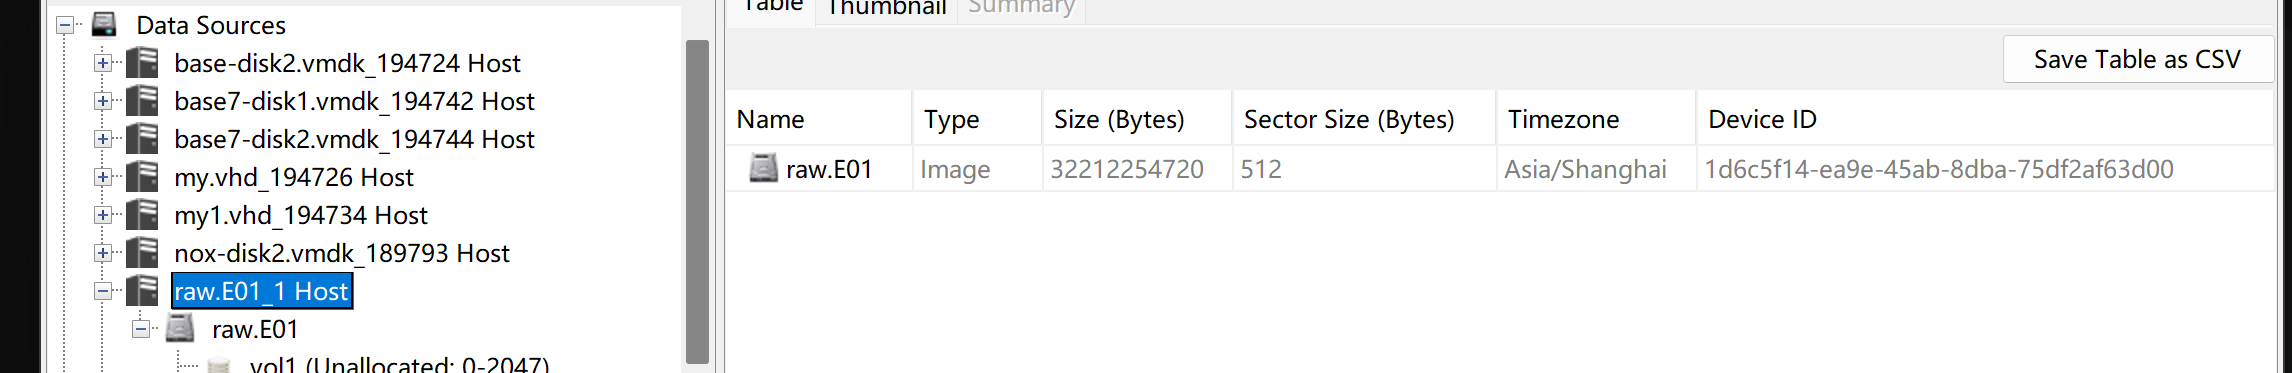 Data Sources
base-disk2.vmdk_194724 Host
base7-disk1.vmdk_194742 Host
base7-disk2.vmdk_194744 Host
my.vhd_194726 Host
my1.vhd_194734 Host
nox-disk2.vmdk_189793 Host
raw.E01_1 Host
raw.E01
vol1 (Unallocated: 0-2047)
Table Thumbnail Summary
Save Table as CSV
Name Type Size (Bytes) Sector Size (Bytes) Timezone Device ID
raw.E01 Image 32212254720 512 Asia/Shanghai 1d6c5f14-ea9e-45ab-8dba-75df2af63d00